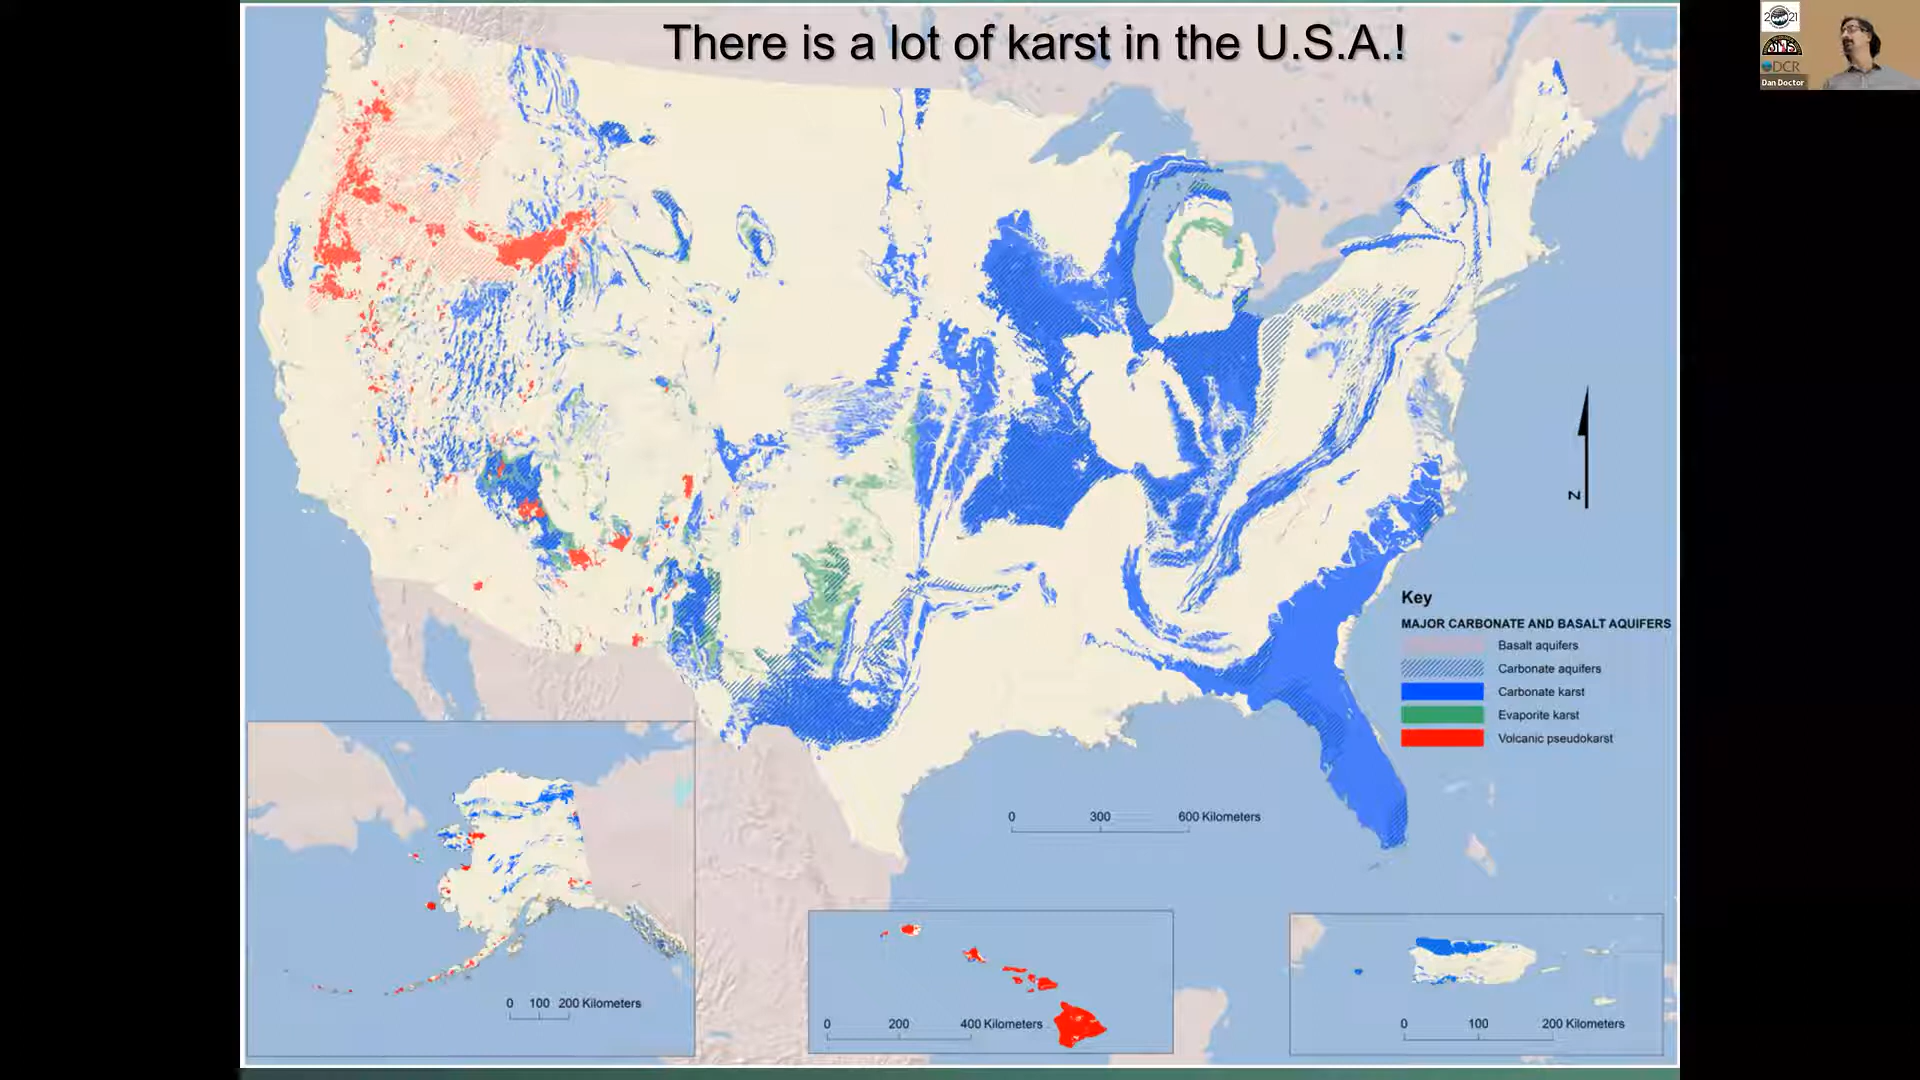 There is a lot of karst in the U.S.A.!
2021
DCR
Dan Doctor
N
Key
MAJOR CARBONATE AND BASALT AQUIFERS
Basalt aquifers
Carbonate aquifers
Carbonate karst
Evaporite karst
Volcanic pseudokarst
0 300 600 Kilometers
0 100 200 Kilometers
0 200 400 Kilometers
0 100 200 Kilometers